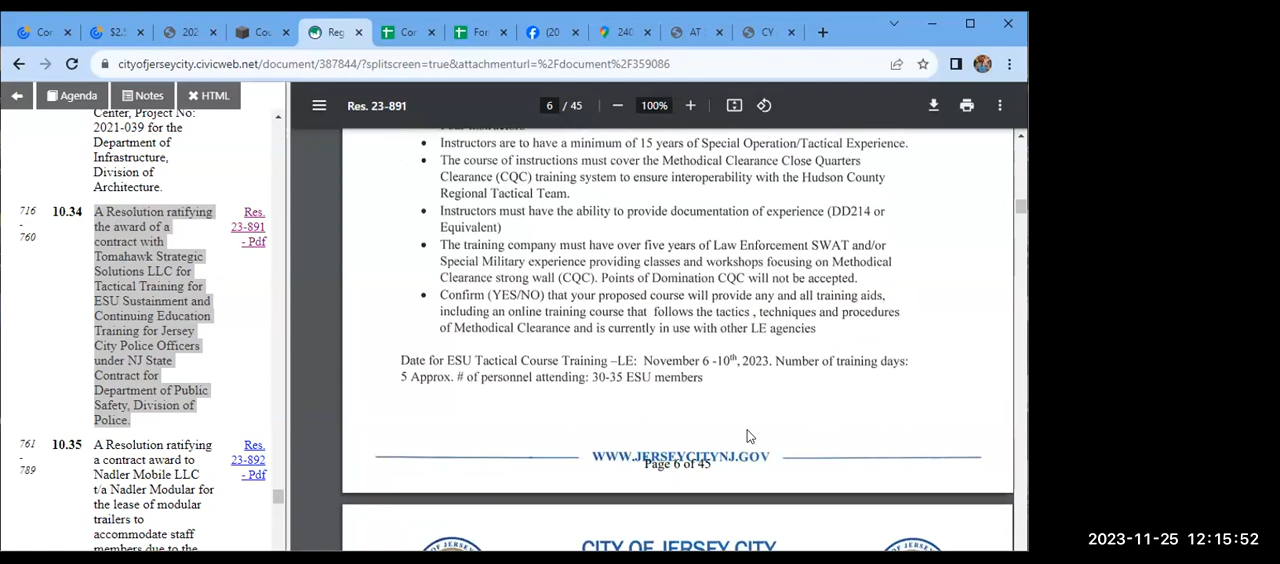 Cor
$2.!
202
Cou
Reg
Cor
For
(20
240
AT
CY
cityofjerseycity.civicweb.net/document/387844/?splitscreen=true&attachmenturl=%2Fdocument%2F359086
Agenda
Notes
HTML
Res. 23-891
6 / 45
100%
Center, Project No:
2021-039 for the
Department of
Infrastructure,
Division of
Architecture.
716
-
760
10.34
A Resolution ratifying
the award of a
contract with
Tomahawk Strategic
Solutions LLC for
Tactical Training for
ESU Sustainment and
Continuing Education
Training for Jersey
City Police Officers
under NJ State
Contract for
Department of Public
Safety, Division of
Police.
Res.
23-891
- Pdf
761
-
789
10.35
A Resolution ratifying
a contract award to
Nadler Mobile LLC
t/a Nadler Modular for
the lease of modular
trailers to
accommodate staff
members due to the
Res.
23-892
- Pdf
• Instructors are to have a minimum of 15 years of Special Operation/Tactical Experience.
• The course of instructions must cover the Methodical Clearance Close Quarters
Clearance (CQC) training system to ensure interoperability with the Hudson County
Regional Tactical Team.
• Instructors must have the ability to provide documentation of experience (DD214 or
Equivalent)
• The training company must have over five years of Law Enforcement SWAT and/or
Special Military experience providing classes and workshops focusing on Methodical
Clearance strong wall (CQC). Points of Domination CQC will not be accepted.
• Confirm (YES/NO) that your proposed course will provide any and all training aids,
including an online training course that follows the tactics , techniques and procedures
of Methodical Clearance and is currently in use with other LE agencies
Date for ESU Tactical Course Training –LE: November 6 -10th, 2023. Number of training days:
5 Approx. # of personnel attending: 30-35 ESU members
WWW.JERSEYCITYNJ.GOV
Page 6 of 45
CITY OF JERSEY CITY
2023-11-25 12:15:52